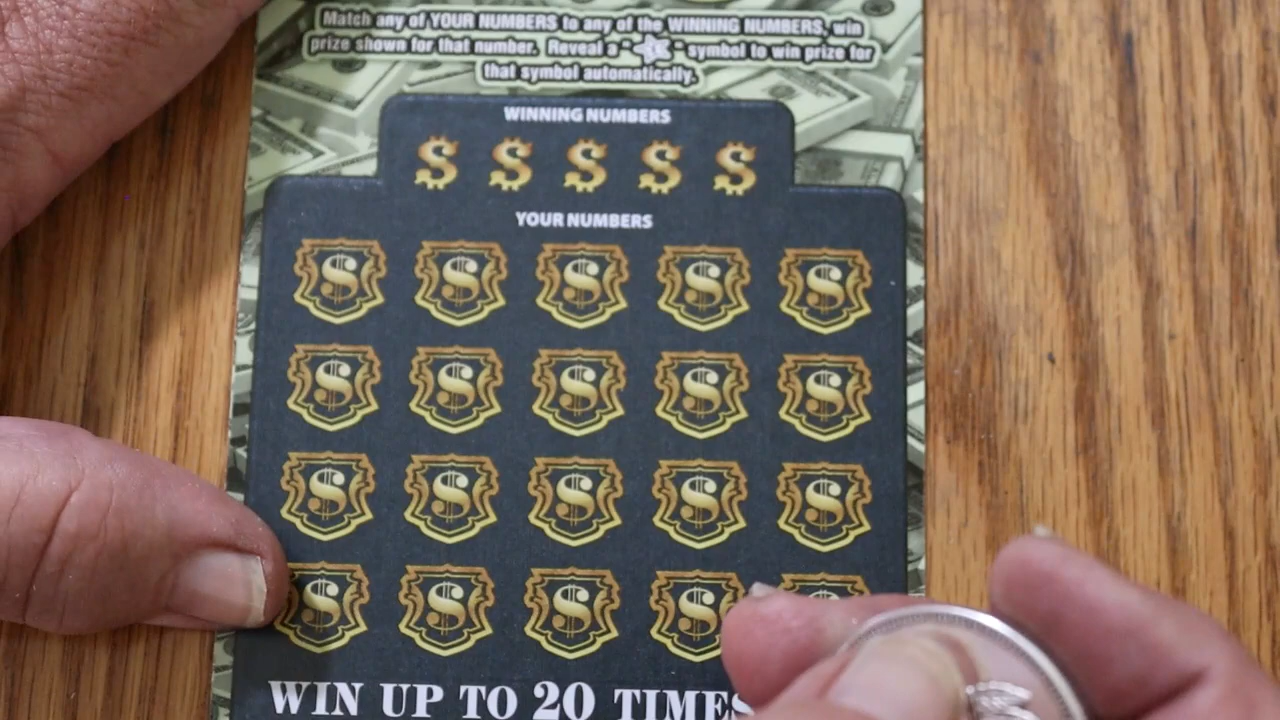 Match any of YOUR NUMBERS to any of the WINNING NUMBERS, win
prize shown for that number. Reveal a " " symbol to win prize for
that symbol automatically.
WINNING NUMBERS
$ $ $ $ $
YOUR NUMBERS
$ $ $ $ $
$ $ $ $ $
$ $ $ $ $
$ $ $ $
WIN UP TO 20 TIMES